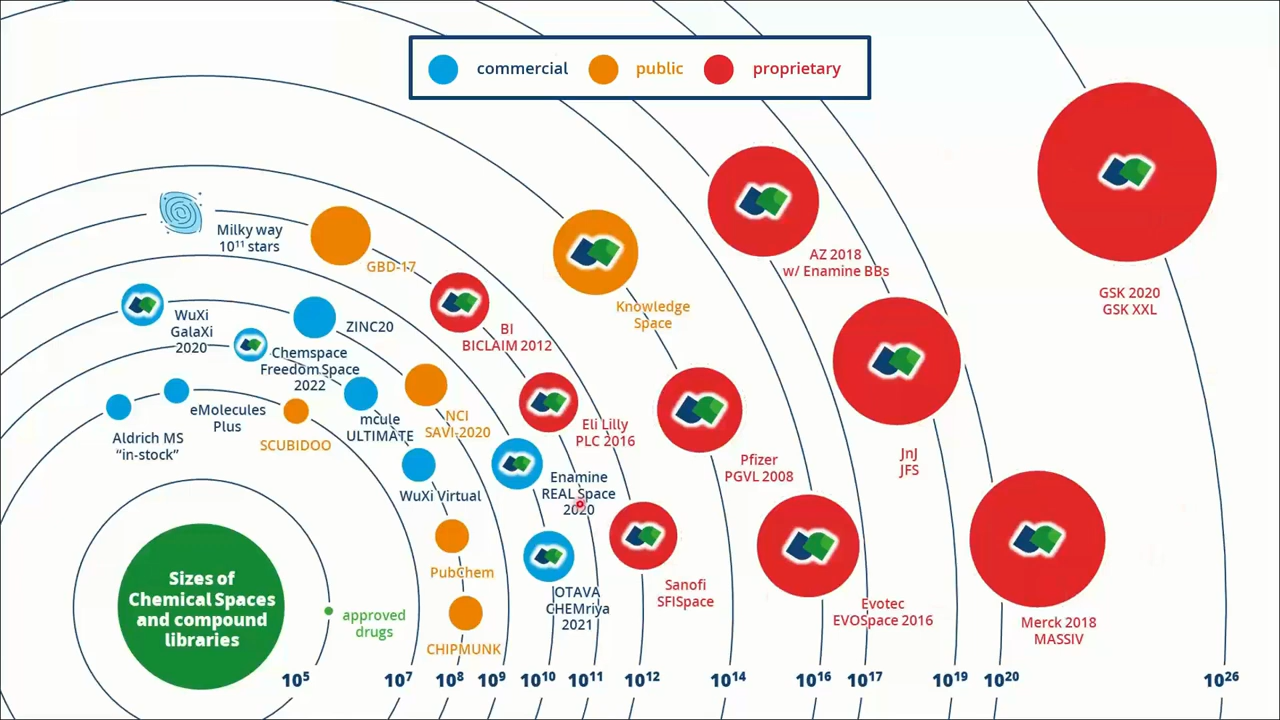 commercial
public
proprietary
Milky way
10¹¹ stars
GBD-17
Knowledge
Space
AZ 2018
w/ Enamine BBs
GSK 2020
GSK XXL
WuXi
GalaXi
2020
ZINC20
BI
BICLAIM 2012
Chemspace
Freedom Space
2022
eMolecules
Plus
mcule
ULTIMATE
NCI
SAVI-2020
Eli Lilly
PLC 2016
Aldrich MS
“in-stock”
SCUBIDOO
Pfizer
PGVL 2008
JnJ
JFS
WuXi Virtual
Enamine
REAL Space
2020
PubChem
OTAVA
CHEMriya
2021
Sanofi
SFISpace
Evotec
EVOSpace 2016
Merck 2018
MASSIV
Sizes of
Chemical Spaces
and compound
libraries
approved
drugs
CHIPMUNK
10⁵
10⁷
10⁸
10⁹
10¹⁰
10¹¹
10¹²
10¹⁴
10¹⁶
10¹⁷
10¹⁹
10²⁰
10²⁶